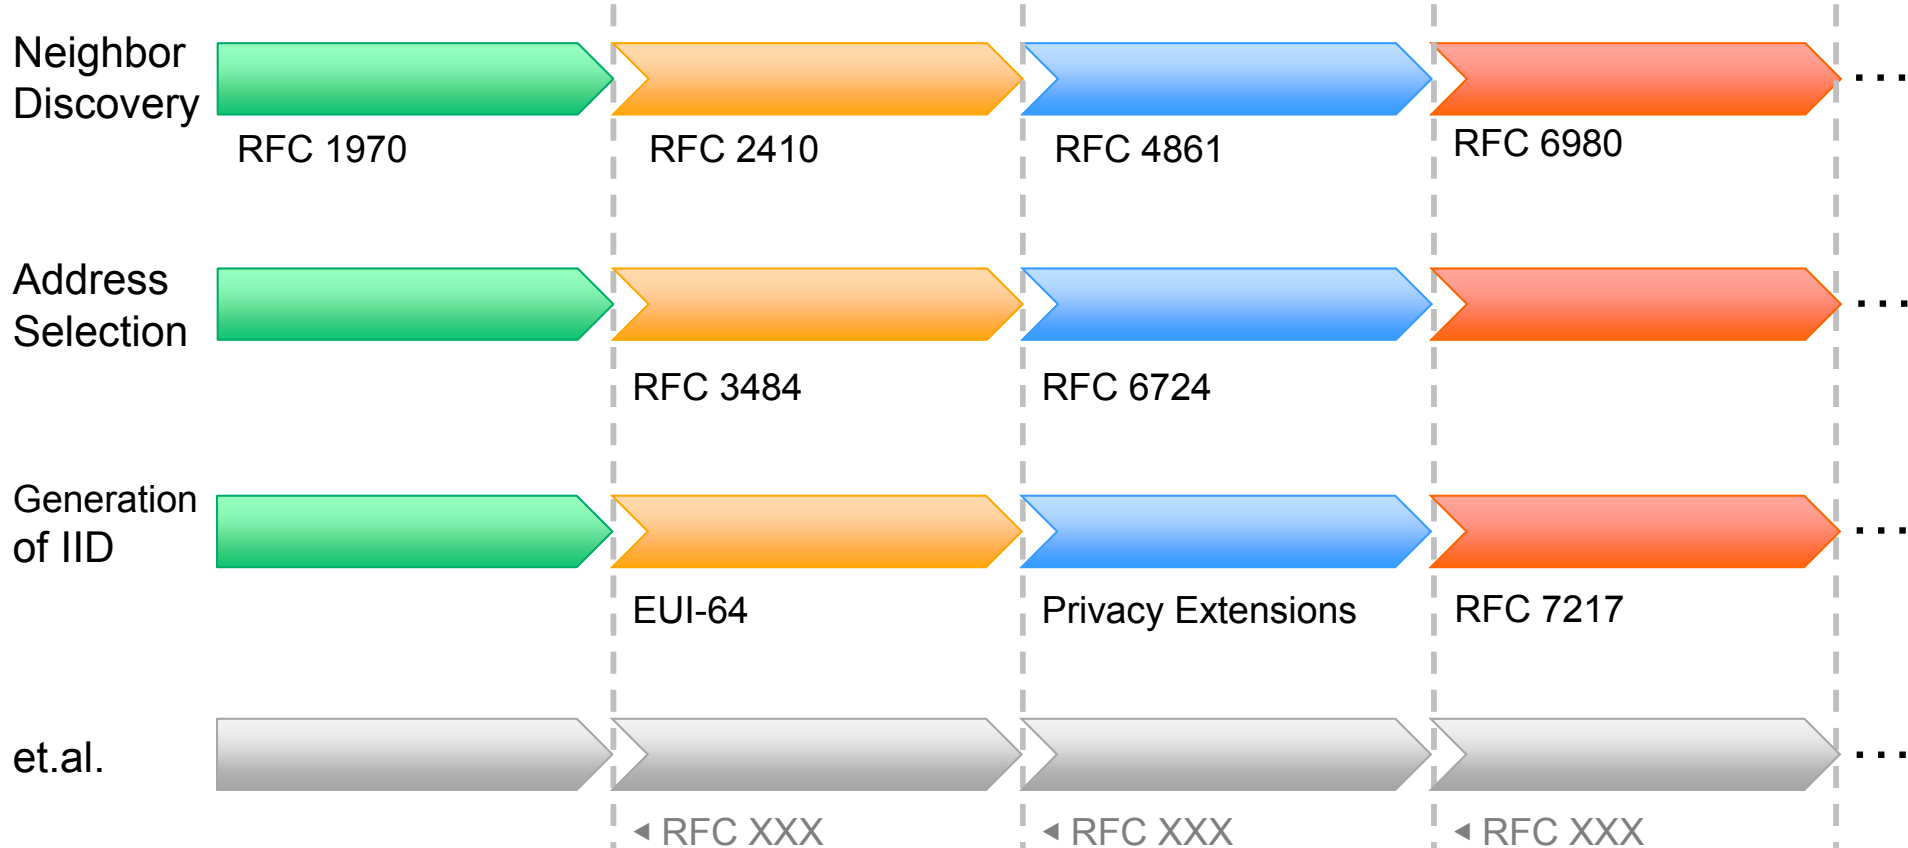 Neighbor
Discovery
...
RFC 1970
RFC 2410
RFC 4861
RFC 6980
Address
Selection
...
RFC 3484
RFC 6724
Generation
of IID
...
EUI-64
Privacy Extensions
RFC 7217
et.al.
...
◄ RFC XXX
◄ RFC XXX
◄ RFC XXX